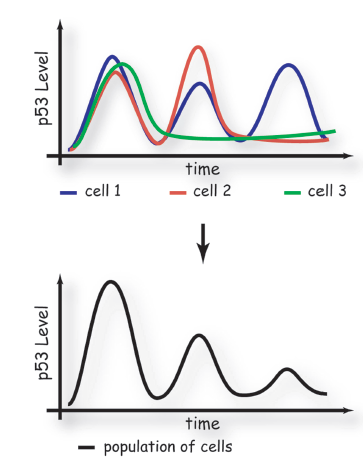 p53 Level
time
cell 1 cell 2 cell 3
p53 Level
time
population of cells